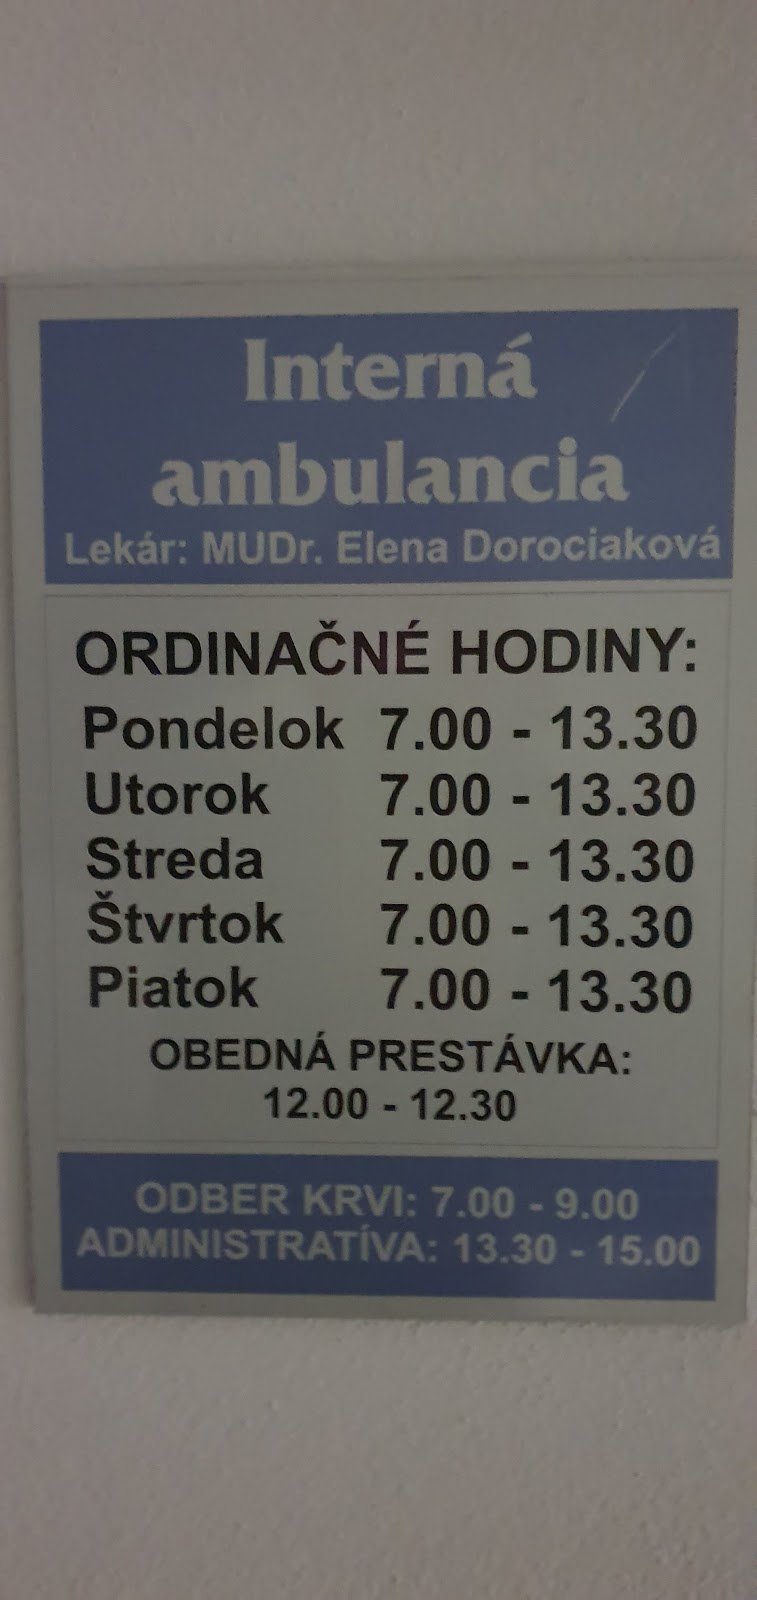 Interná
ambulancia
Lekár: MUDr. Elena Dorociaková
ORDINAČNÉ HODINY:
Pondelok 7.00 - 13.30
Utorok 7.00 - 13.30
Streda 7.00 - 13.30
Štvrtok 7.00 - 13.30
Piatok 7.00 - 13.30
OBEDNÁ PRESTÁVKA:
12.00 - 12.30
ODBER KRVI: 7.00 - 9.00
ADMINISTRATÍVA: 13.30 - 15.00